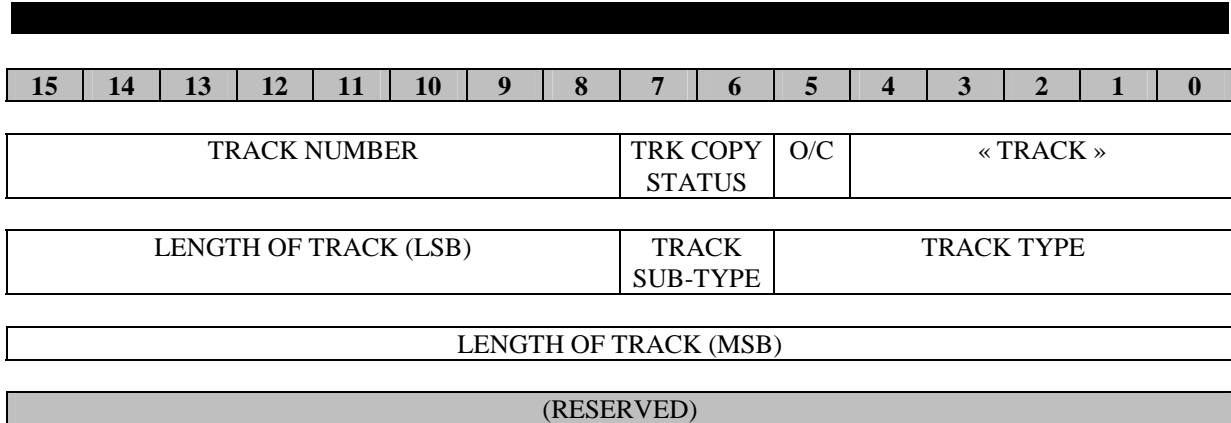 15 14 13 12 11 10 9 8 7 6 5 4 3 2 1 0
TRACK NUMBER TRK COPY O/C « TRACK »
STATUS
LENGTH OF TRACK (LSB) TRACK TRACK TYPE
SUB-TYPE
LENGTH OF TRACK (MSB)
(RESERVED)